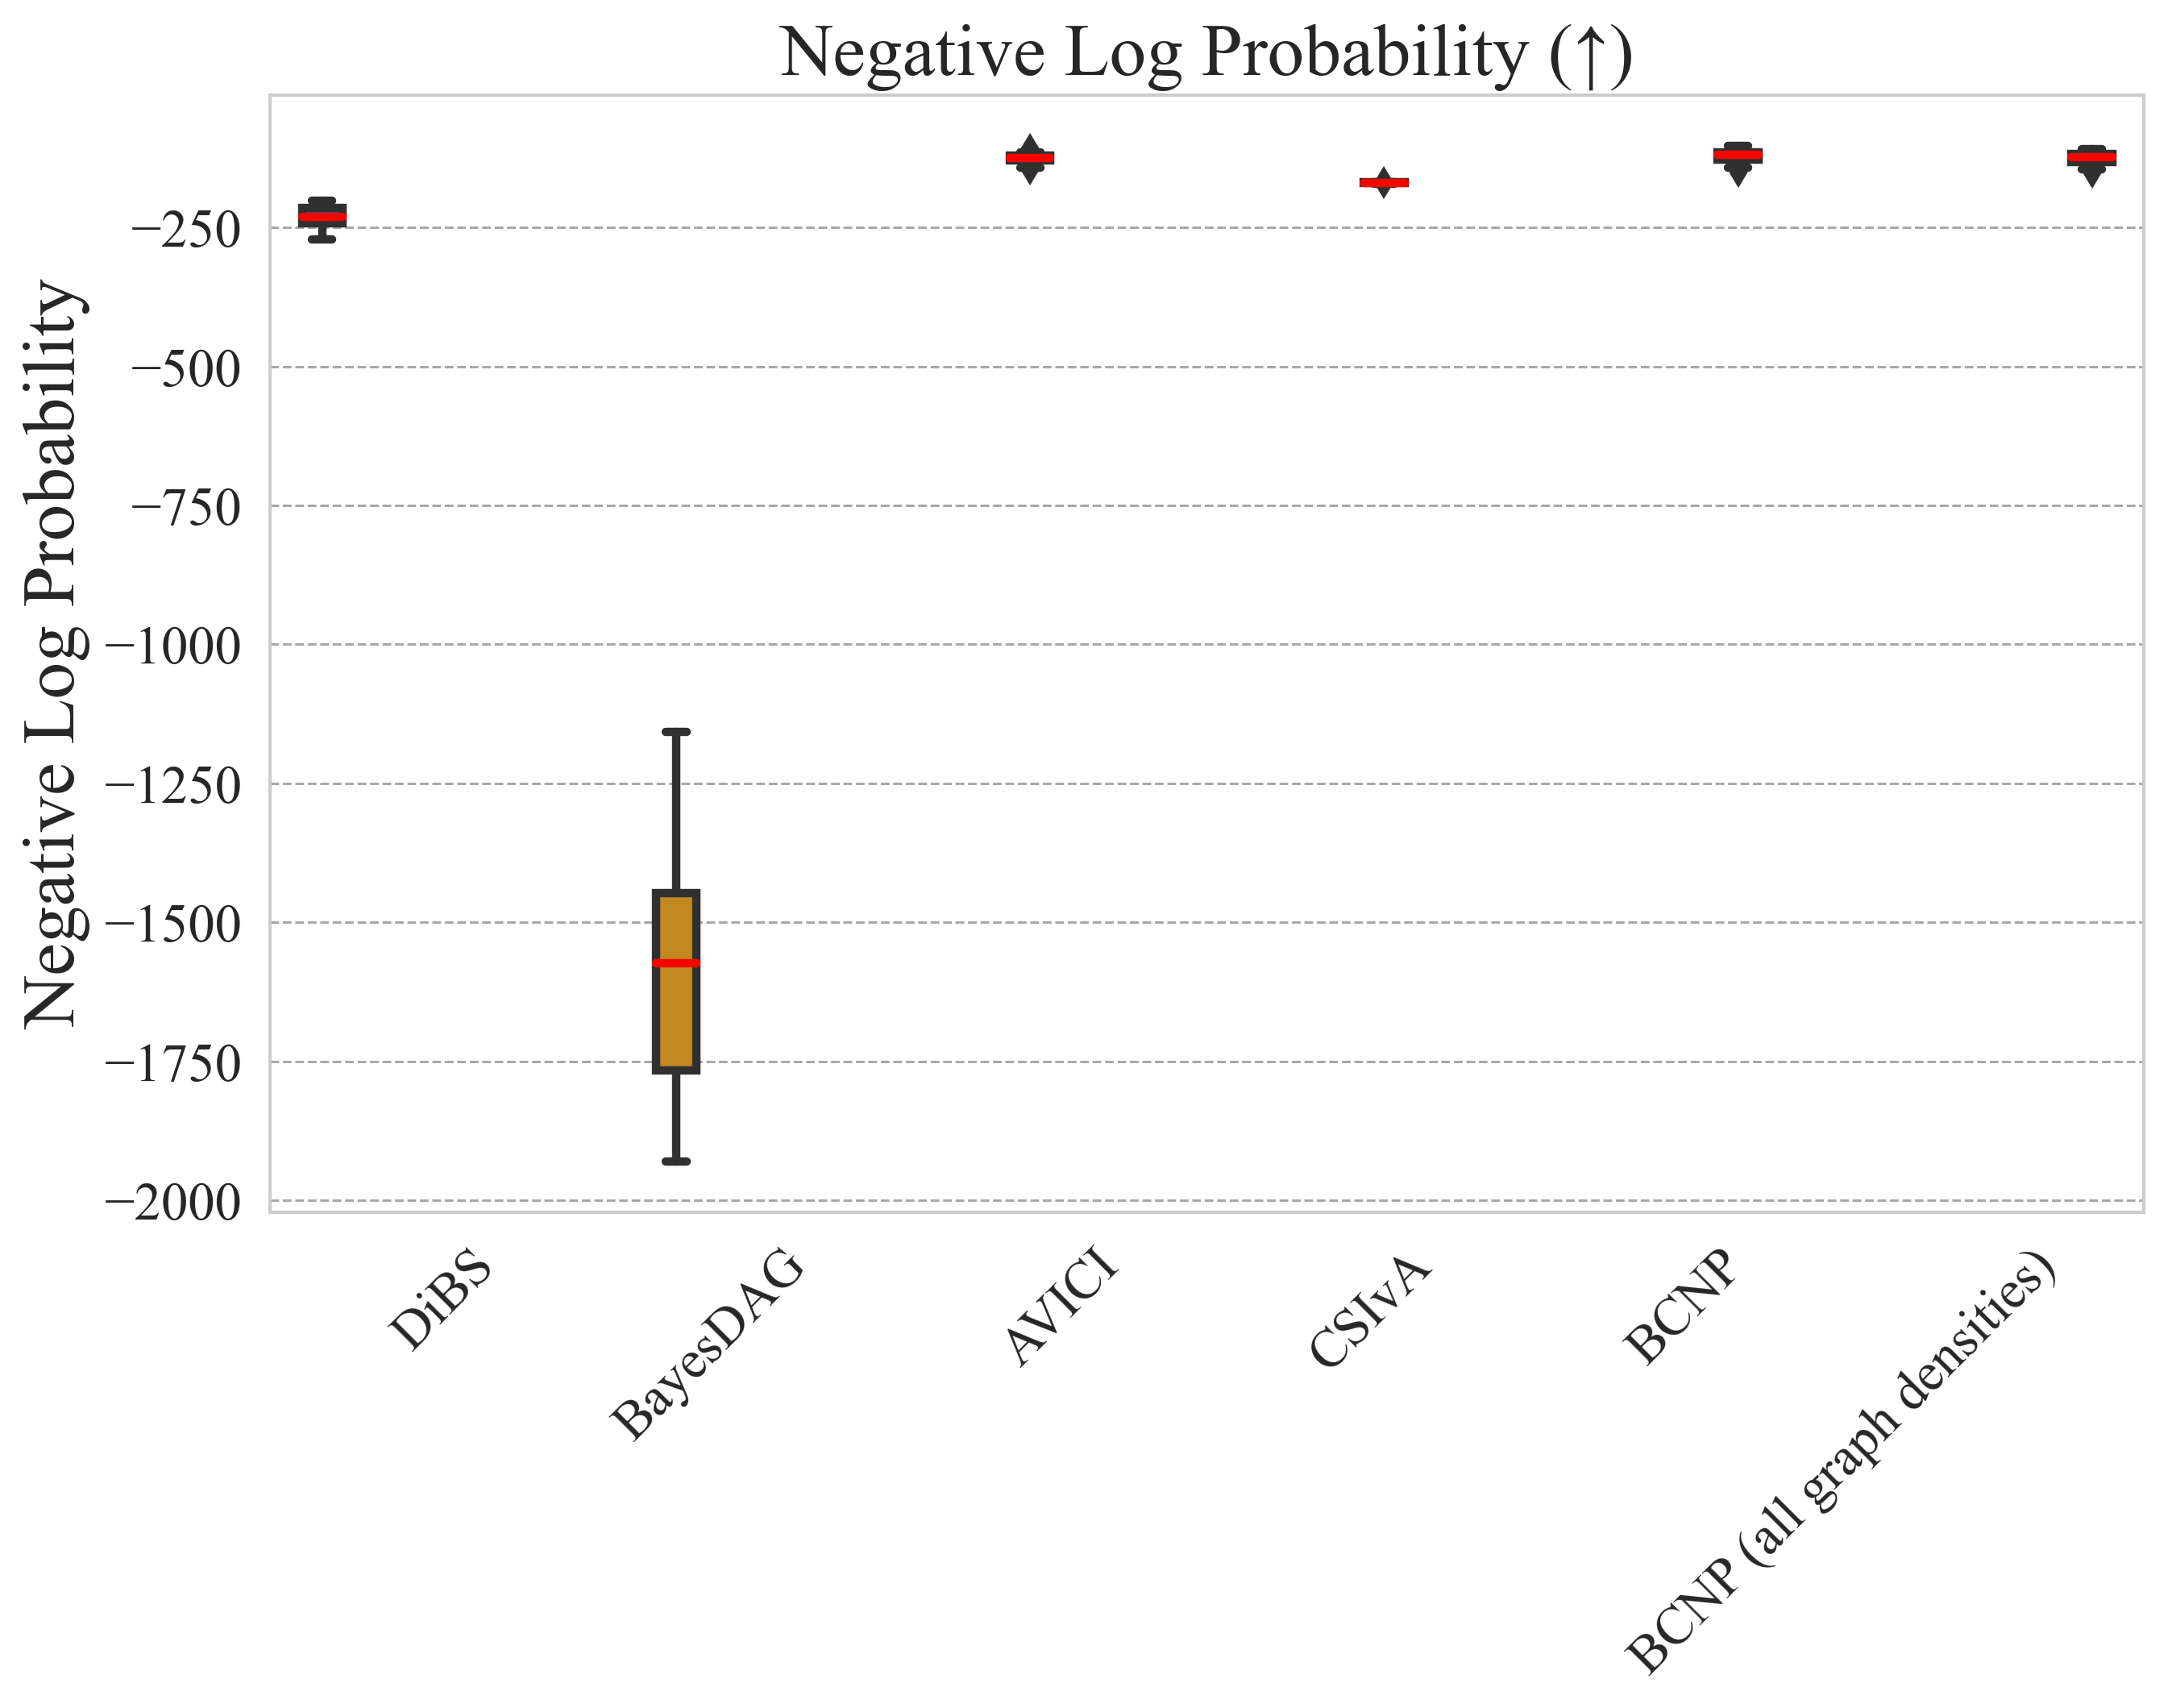 Negative Log Probability (↑)
Negative Log Probability
−250
−500
−750
−1000
−1250
−1500
−1750
−2000
DiBS
BayesDAG
AVICI
CSIvA
BCNP
BCNP (all graph densities)